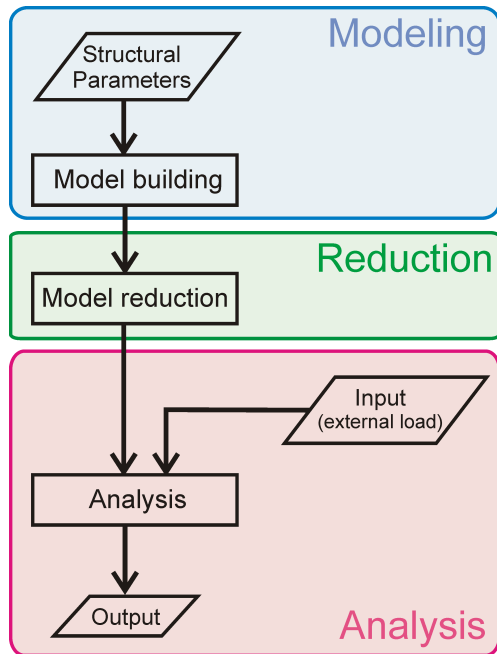 Modeling
Structural
Parameters
Model building
Reduction
Model reduction
Input
(external load)
Analysis
Output
Analysis